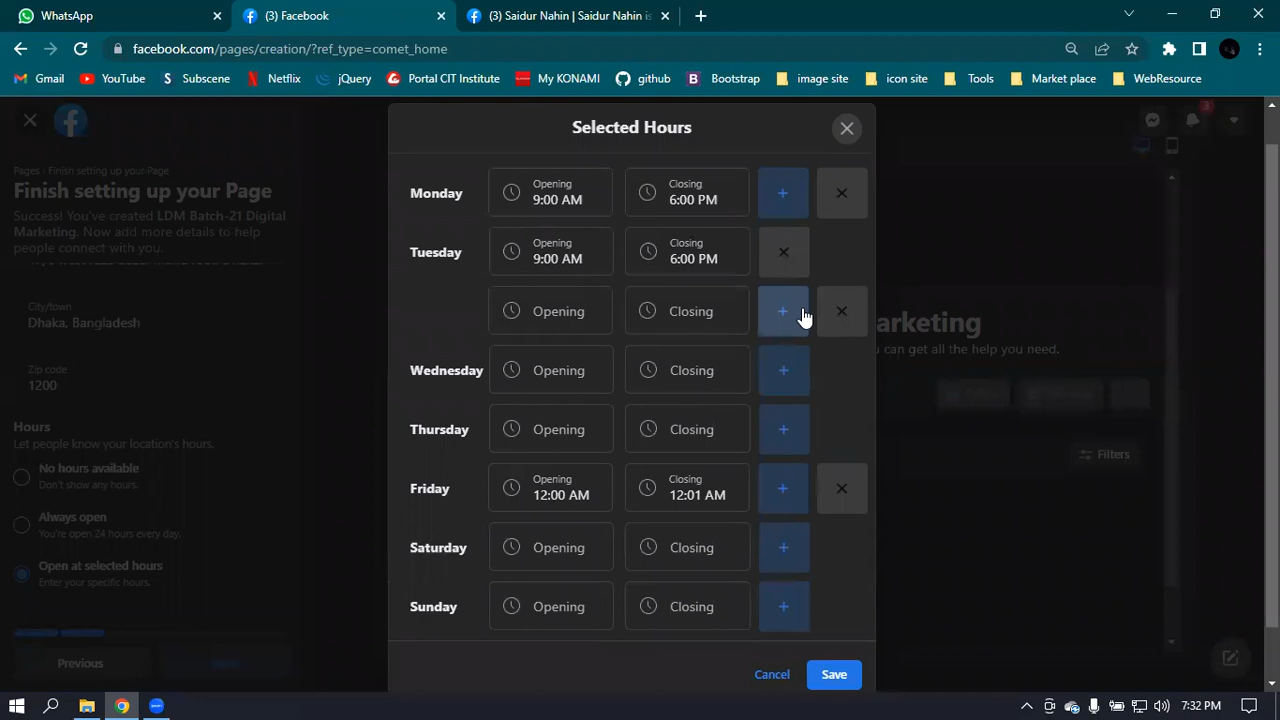 WhatsApp
(3) Facebook
(3) Saidur Nahin | Saidur Nahin is
facebook.com/pages/creation/?ref_type=comet_home
Gmail
YouTube
Subscene
Netflix
jQuery
Portal CIT Institute
My KONAMI
github
Bootstrap
image site
icon site
Tools
Market place
WebResource
3
Pages › Finish setting up your Page
Finish setting up your Page
Success! You've created LDM Batch-21 Digital
Marketing. Now add more details to help
people connect with you.
City/town
Dhaka, Bangladesh
Zip code
1200
Hours
Let people know your location's hours.
No hours available
Don't show any hours.
Always open
You're open 24 hours every day.
Open at selected hours
Enter your specific hours.
Previous
Selected Hours
Monday
Opening
9:00 AM
Closing
6:00 PM
Tuesday
Opening
9:00 AM
Closing
6:00 PM
Opening
Closing
Wednesday
Opening
Closing
Thursday
Opening
Closing
Friday
Opening
12:00 AM
Closing
12:01 AM
Saturday
Opening
Closing
Sunday
Opening
Closing
Cancel
Save
arketing
u can get all the help you need.
Filters
7:32 PM